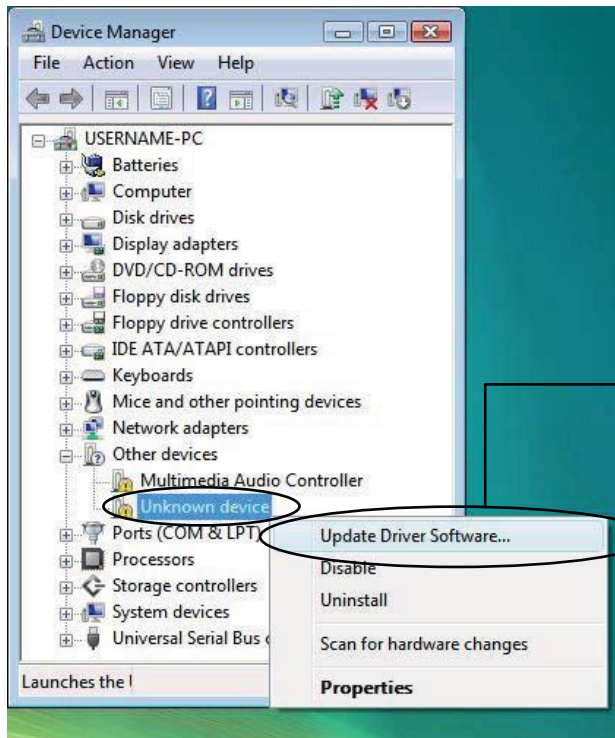 Device Manager
File Action View Help
USERNAME-PC
Batteries
Computer
Disk drives
Display adapters
DVD/CD-ROM drives
Floppy disk drives
Floppy drive controllers
IDE ATA/ATAPI controllers
Keyboards
Mice and other pointing devices
Network adapters
Other devices
Multimedia Audio Controller
Unknown device
Ports (COM & LPT)
Processors
Storage controllers
System devices
Universal Serial Bus
Update Driver Software...
Disable
Uninstall
Scan for hardware changes
Properties
Launches the